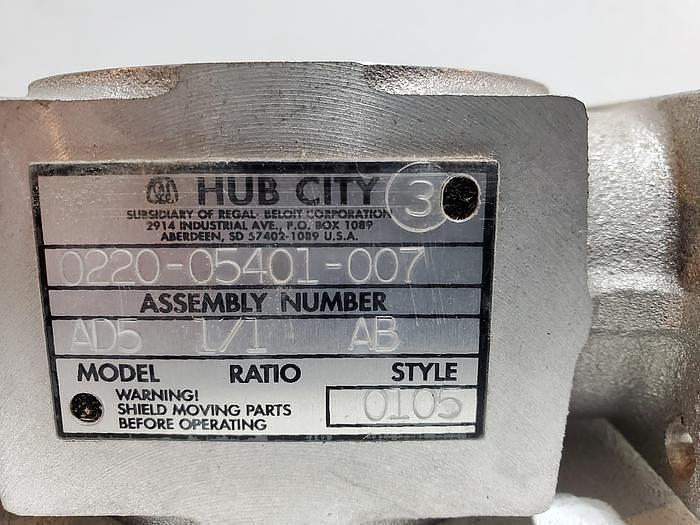 HUB CITY 3
SUBSIDIARY OF REGAL-BELOIT CORPORATION
2914 INDUSTRIAL AVE., P.O. BOX 1089
ABERDEEN, SD 57402-1089 U.S.A.
0220-05401-007
ASSEMBLY NUMBER
AD5 1/1 AB
MODEL RATIO STYLE
WARNING!
SHIELD MOVING PARTS
BEFORE OPERATING
0105